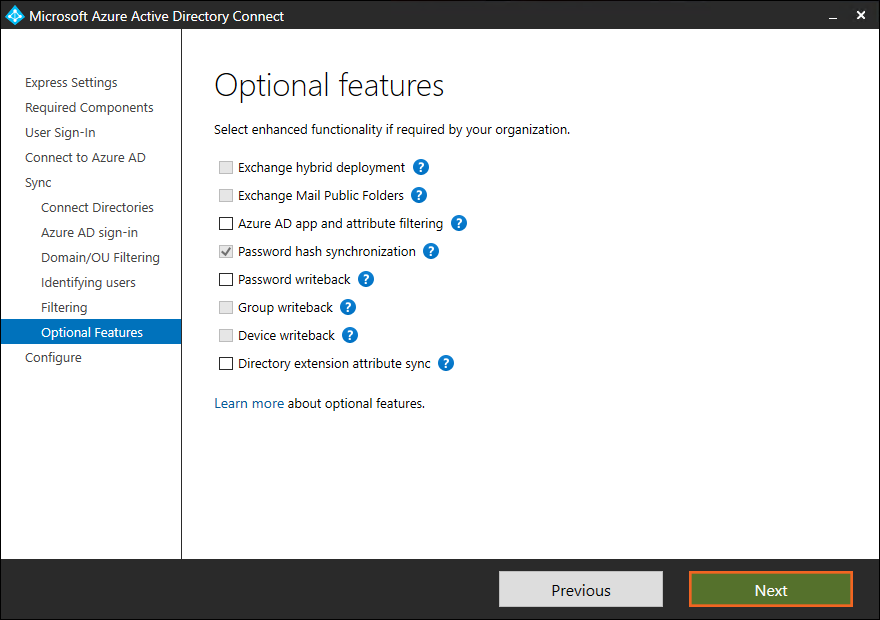 Microsoft Azure Active Directory Connect
Express Settings
Required Components
User Sign-In
Connect to Azure AD
Sync
Connect Directories
Azure AD sign-in
Domain/OU Filtering
Identifying users
Filtering
Optional Features
Configure
Optional features
Select enhanced functionality if required by your organization.
Exchange hybrid deployment ?
Exchange Mail Public Folders ?
Azure AD app and attribute filtering ?
Password hash synchronization ?
Password writeback ?
Group writeback ?
Device writeback ?
Directory extension attribute sync ?
Learn more about optional features.
Previous
Next